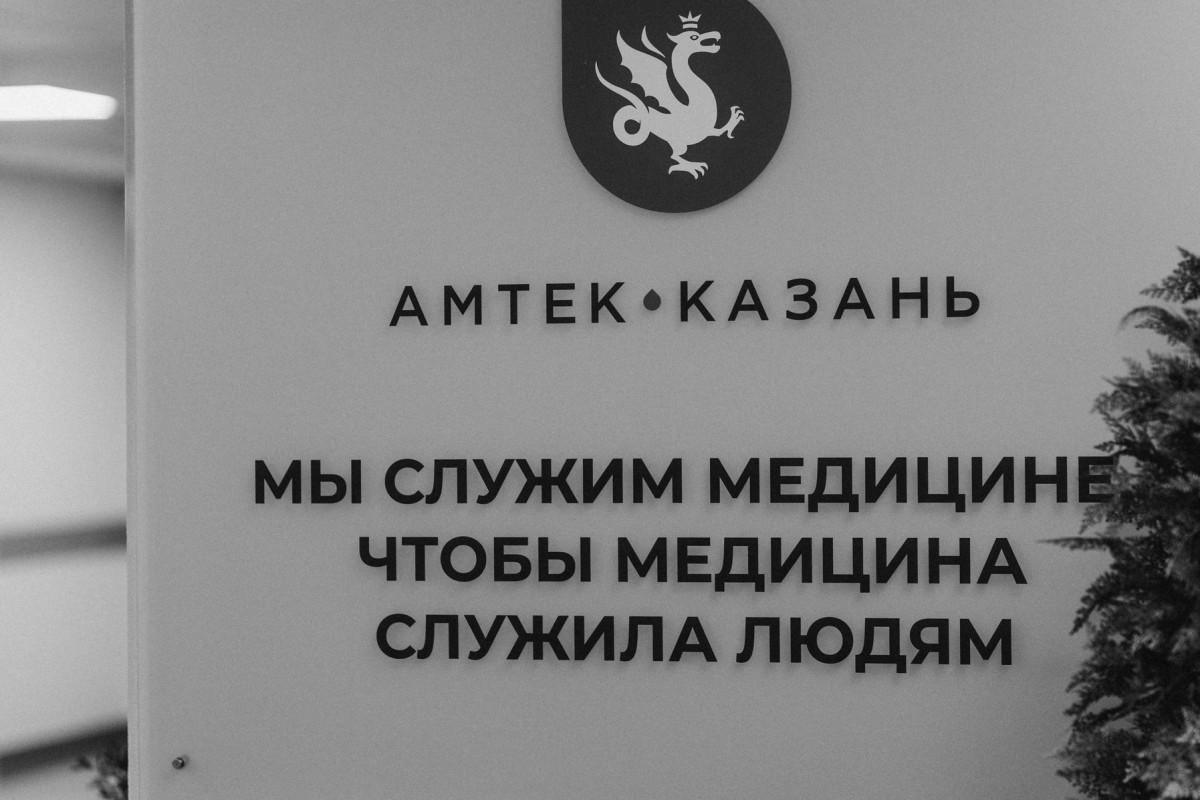 АМТЕК КАЗАНЬ
МЫ СЛУЖИМ МЕДИЦИНЕ
ЧТОБЫ МЕДИЦИНА
СЛУЖИЛА ЛЮДЯМ